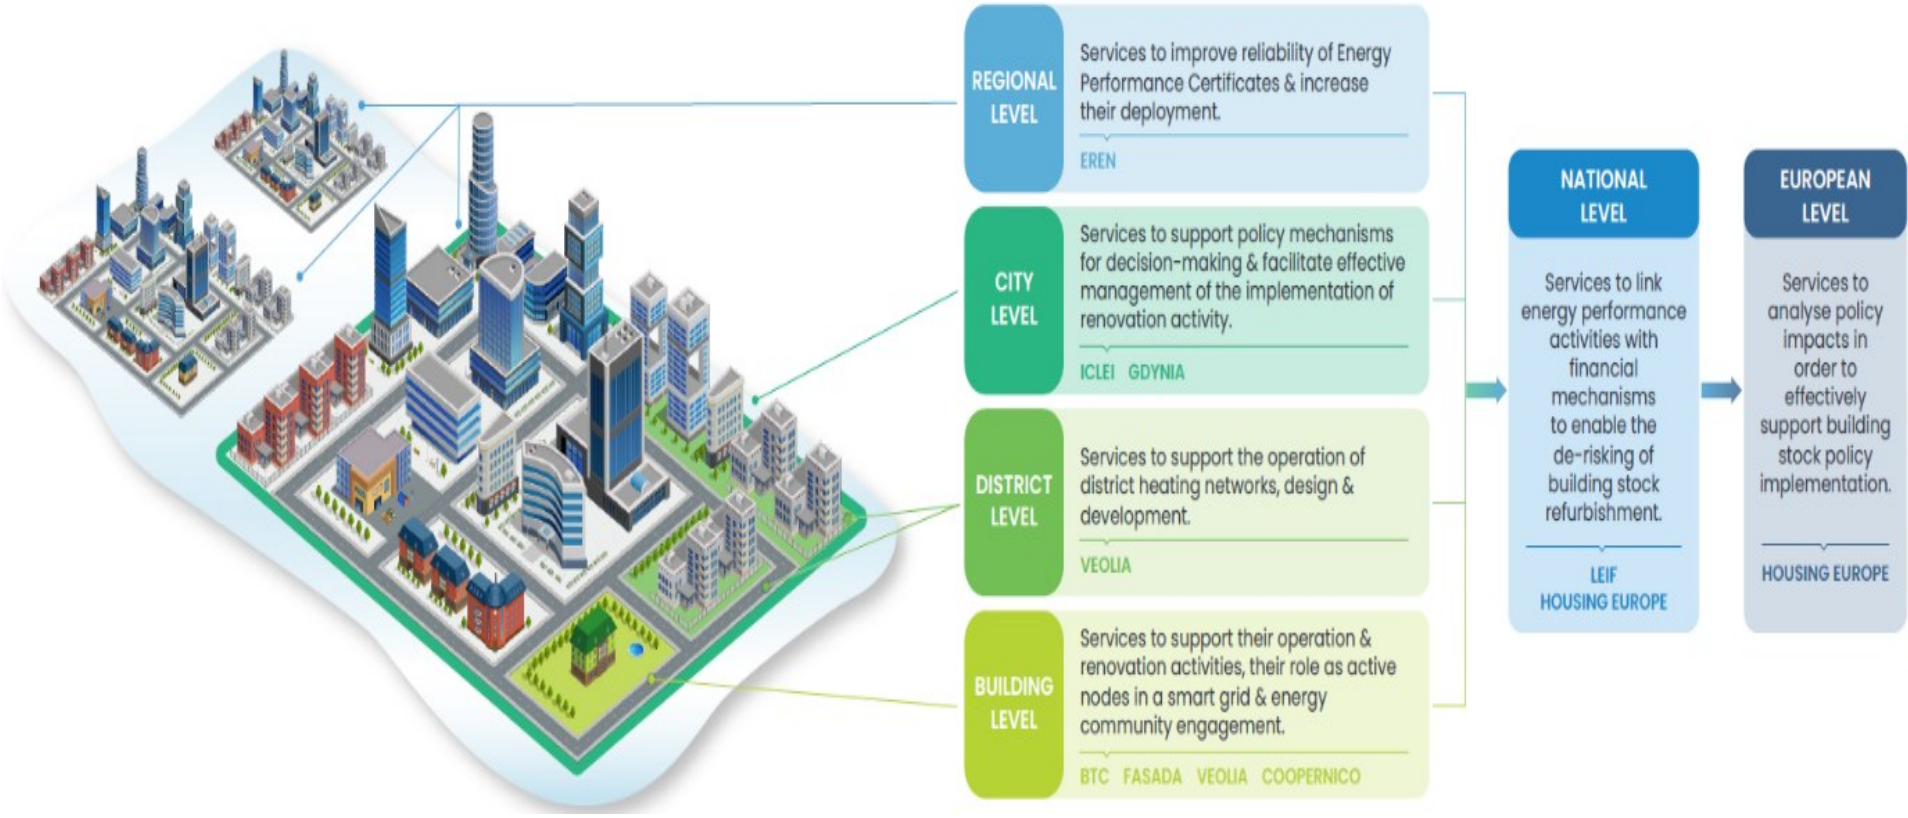 REGIONAL
LEVEL
Services to improve reliability of Energy
Performance Certificates & increase
their deployment.
EREN
CITY
LEVEL
Services to support policy mechanisms
for decision-making & facilitate effective
management of the implementation of
renovation activity.
ICLEI GDYNIA
DISTRICT
LEVEL
Services to support the operation of
district heating networks, design &
development.
VEOLIA
BUILDING
LEVEL
Services to support their operation &
renovation activities, their role as active
nodes in a smart grid & energy
community engagement.
BTC FASADA VEOLIA COOPERNICO
NATIONAL
LEVEL
Services to link
energy performance
activities with
financial
mechanisms
to enable the
de-risking of
building stock
refurbishment.
LEIF
HOUSING EUROPE
EUROPEAN
LEVEL
Services to
analyse policy
impacts in
order to
effectively
support building
stock policy
implementation.
HOUSING EUROPE